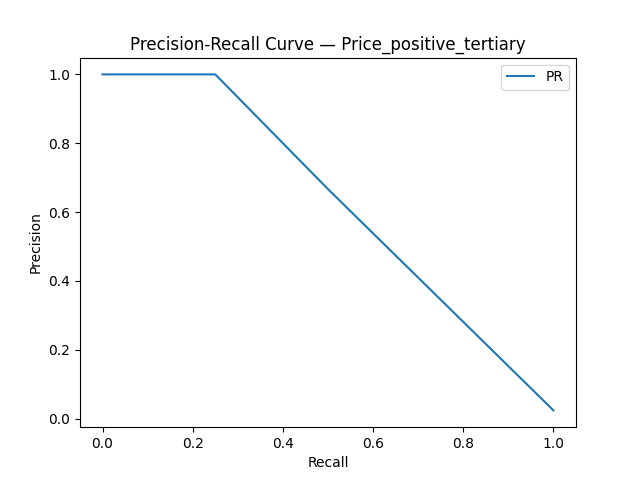 Precision-Recall Curve — Price_positive_tertiary
PR
1.0
0.8
0.6
0.4
0.2
0.0
Precision
0.0 0.2 0.4 0.6 0.8 1.0
Recall